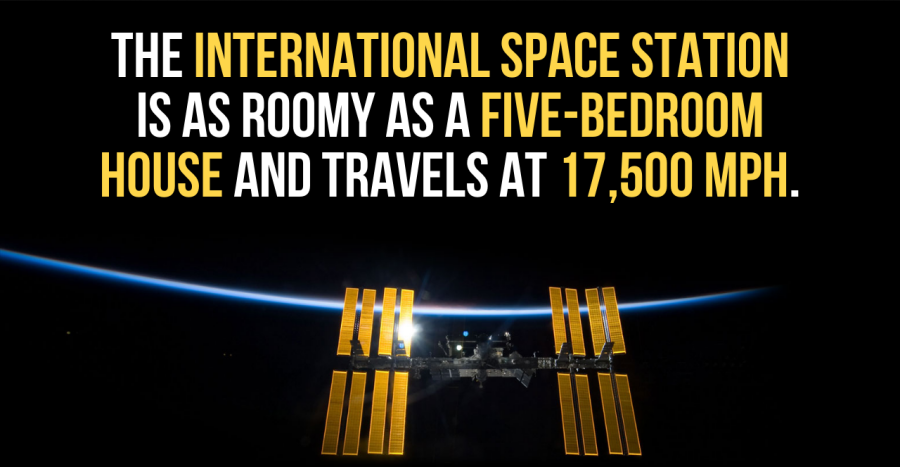 THE INTERNATIONAL SPACE STATION
IS AS ROOMY AS A FIVE-BEDROOM
HOUSE AND TRAVELS AT 17,500 MPH.